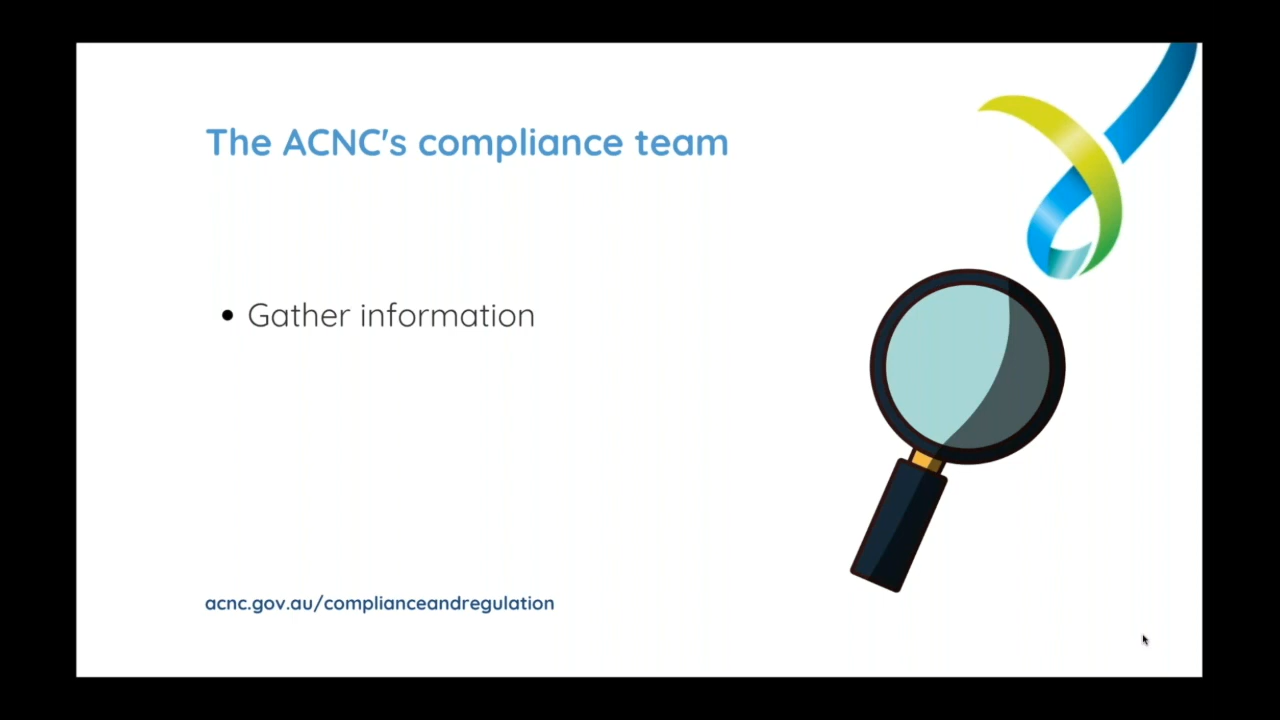 The ACNC's compliance team
• Gather information
acnc.gov.au/complianceandregulation